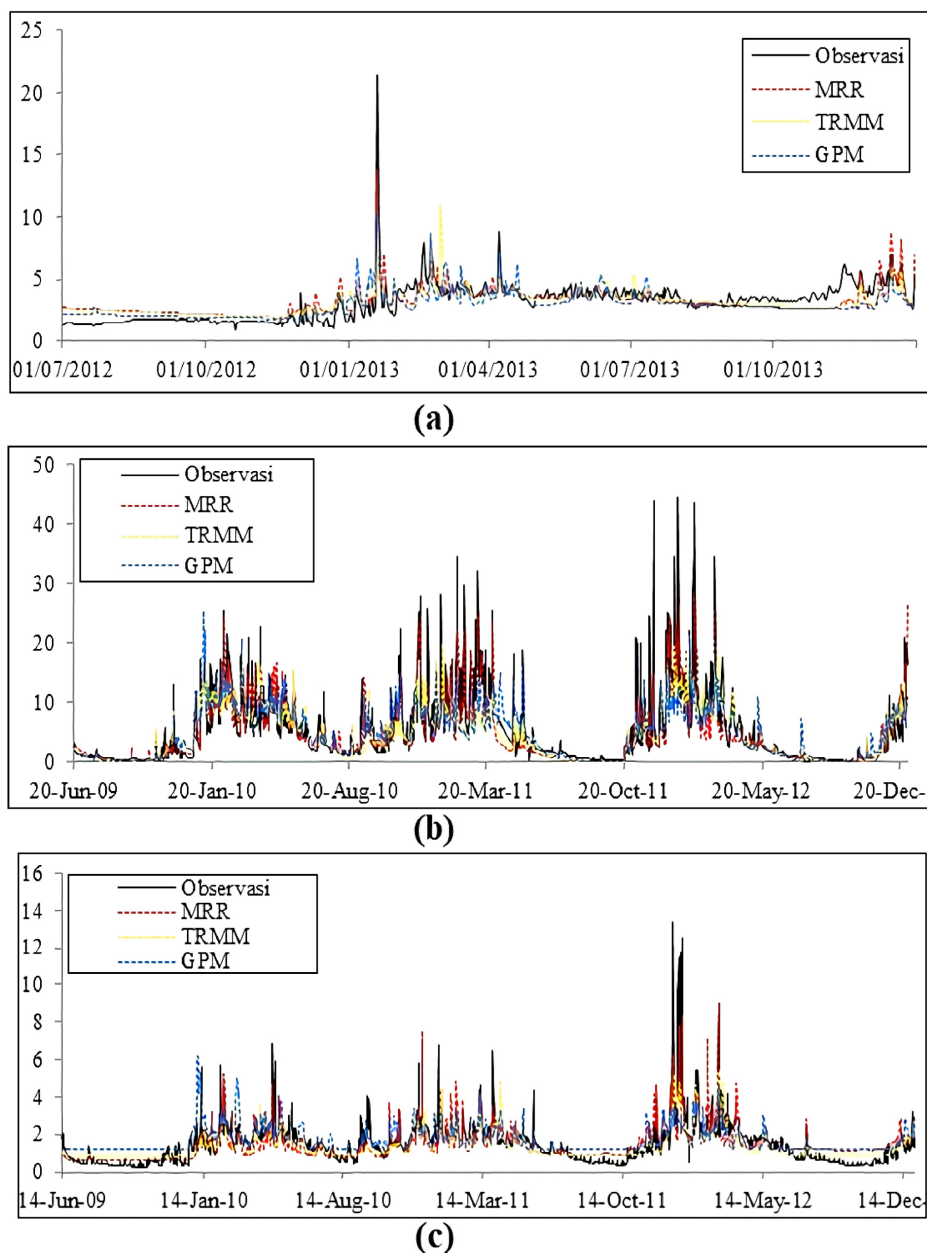 25
20
15
10
5
0
Observasi
MRR
TRMM
GPM
01/07/2012 01/10/2012 01/01/2013 01/04/2013 01/07/2013 01/10/2013
(a)
50
40
30
20
10
0
Observasi
MRR
TRMM
GPM
20-Jun-09 20-Jan-10 20-Aug-10 20-Mar-11 20-Oct-11 20-May-12 20-Dec-
(b)
16
14
12
10
8
6
4
2
0
Observasi
MRR
TRMM
GPM
14-Jun-09 14-Jan-10 14-Aug-10 14-Mar-11 14-Oct-11 14-May-12 14-Dec-
(c)